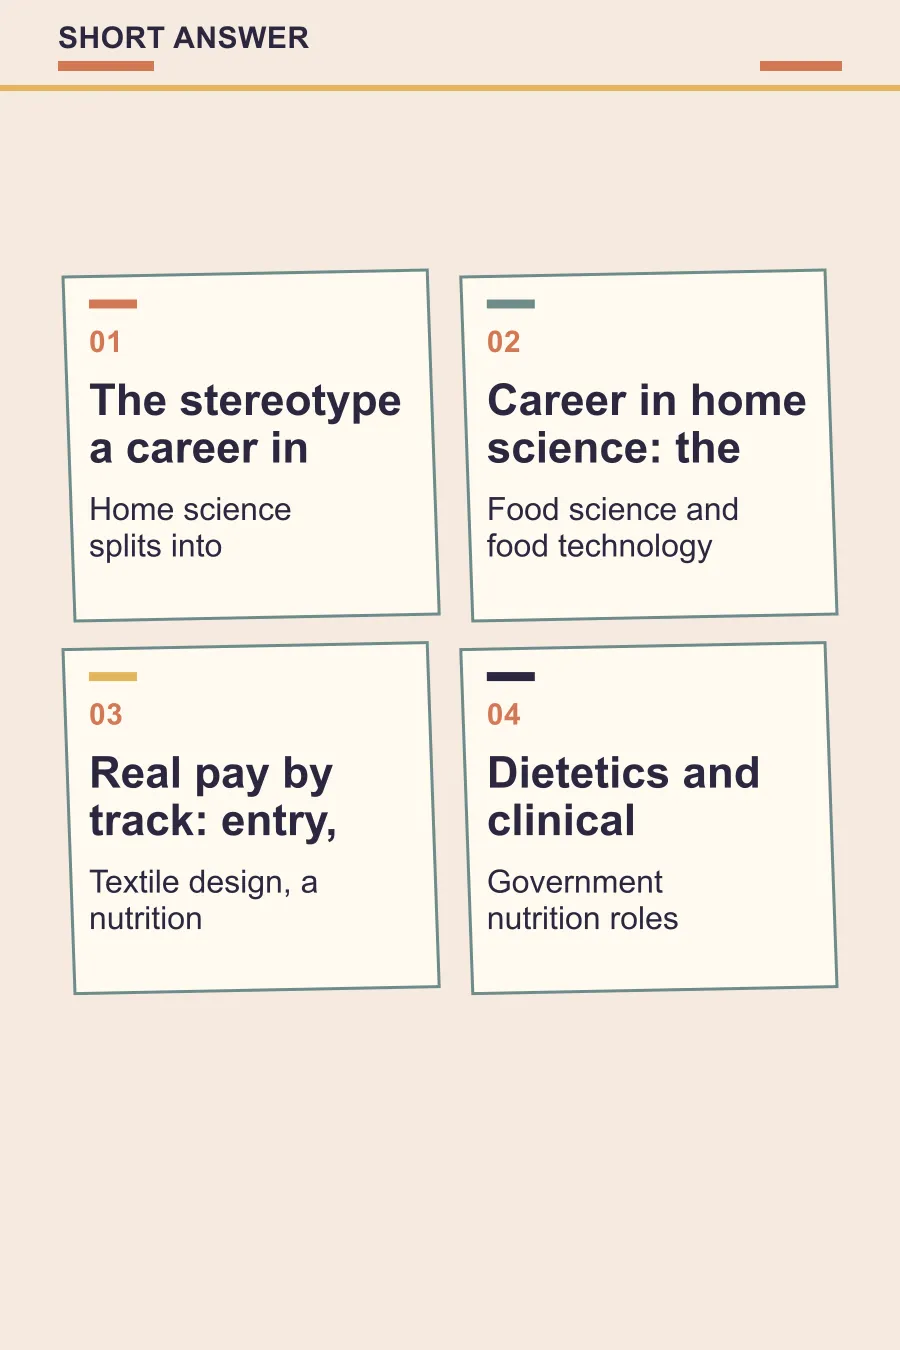 SHORT ANSWER
01
The stereotype
a career in
Home science
splits into
02
Career in home
science: the
Food science and
food technology
03
Real pay by
track: entry,
Textile design, a
nutrition
04
Dietetics and
clinical
Government
nutrition roles